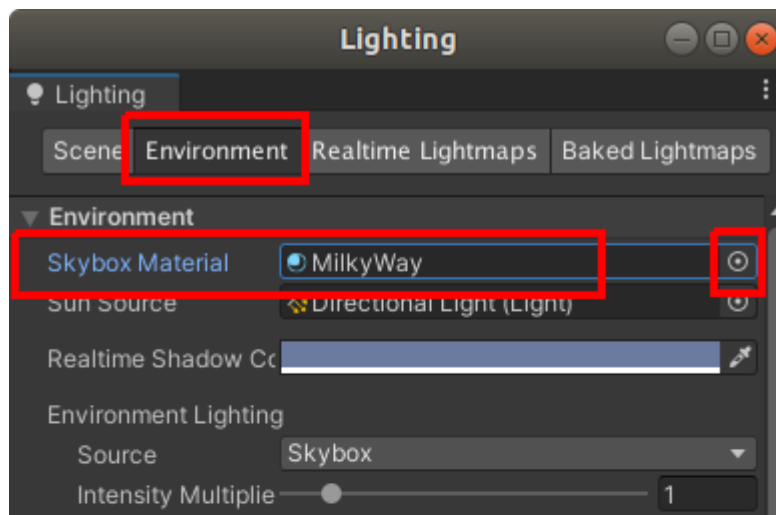 Lighting
Lighting
Scene Environment Realtime Lightmaps Baked Lightmaps
Environment
Skybox Material MilkyWay
Sun Source Directional Light (Light)
Realtime Shadow Co
Environment Lighting
Source Skybox
Intensity Multiplie 1